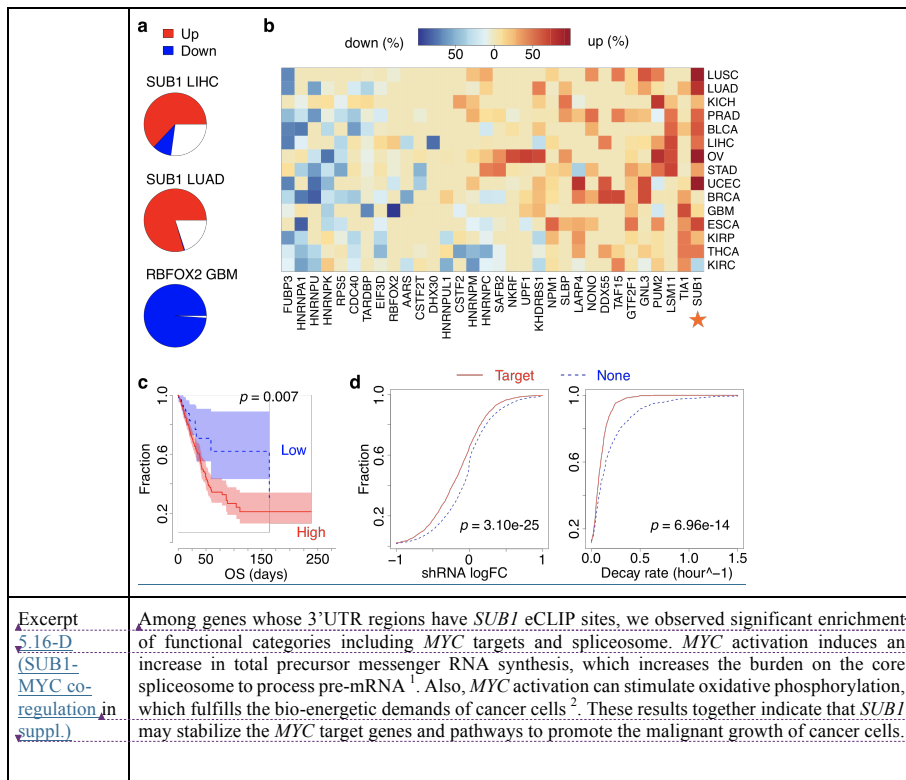 a
Up
Down
SUB1 LIHC
SUB1 LUAD
RBFOX2 GBM
b
down (%)
50
0
50
up (%)
LUSC
LUAD
KICH
PRAD
BLCA
LIHC
OV
STAD
UCEC
BRCA
GBM
ESCA
KIRP
THCA
KIRC
FUBP3
HNRNPA1
HNRNPU
HNRNPK
RPS5
CDC40
TARDBP
EIF3D
RBFOX2
AARS
CSTF2T
DHX30
HNRNPUL1
CSTF2
HNRNPM
HNRNPC
SAFB2
NKRF
UPF1
KHDRBS1
NPM1
SLBP
LARP4
NONO
DDX55
TAF15
GTF2F1
GNL3
PUM2
LSM11
TIA1
SUB1
c
p = 0.007
Low
High
Fraction
1.0
0.6
0.2
0 50 150 250
OS (days)
d
Target
None
Fraction
1.0
0.6
0.2
p = 3.10e-25
−1 0 1
shRNA logFC
1.0
0.6
0.2
p = 6.96e-14
0.0 0.5 1.0 1.5
Decay rate (hour^−1)
Excerpt
5.16-D
(SUB1-
MYC co-
regulation in
suppl.)
Among genes whose 3’UTR regions have SUB1 eCLIP sites, we observed significant enrichment
of functional categories including MYC targets and spliceosome. MYC activation induces an
increase in total precursor messenger RNA synthesis, which increases the burden on the core
spliceosome to process pre-mRNA 1. Also, MYC activation can stimulate oxidative phosphorylation,
which fulfills the bio-energetic demands of cancer cells 2. These results together indicate that SUB1
may stabilize the MYC target genes and pathways to promote the malignant growth of cancer cells.